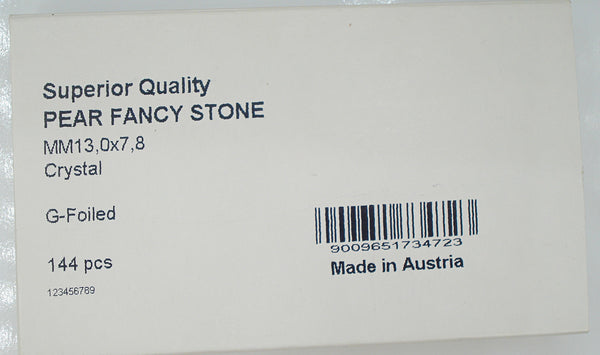 Superior Quality
PEAR FANCY STONE
MM13,0x7,8
Crystal
G-Foiled
144 pcs
123456789
9009651734723
Made in Austria